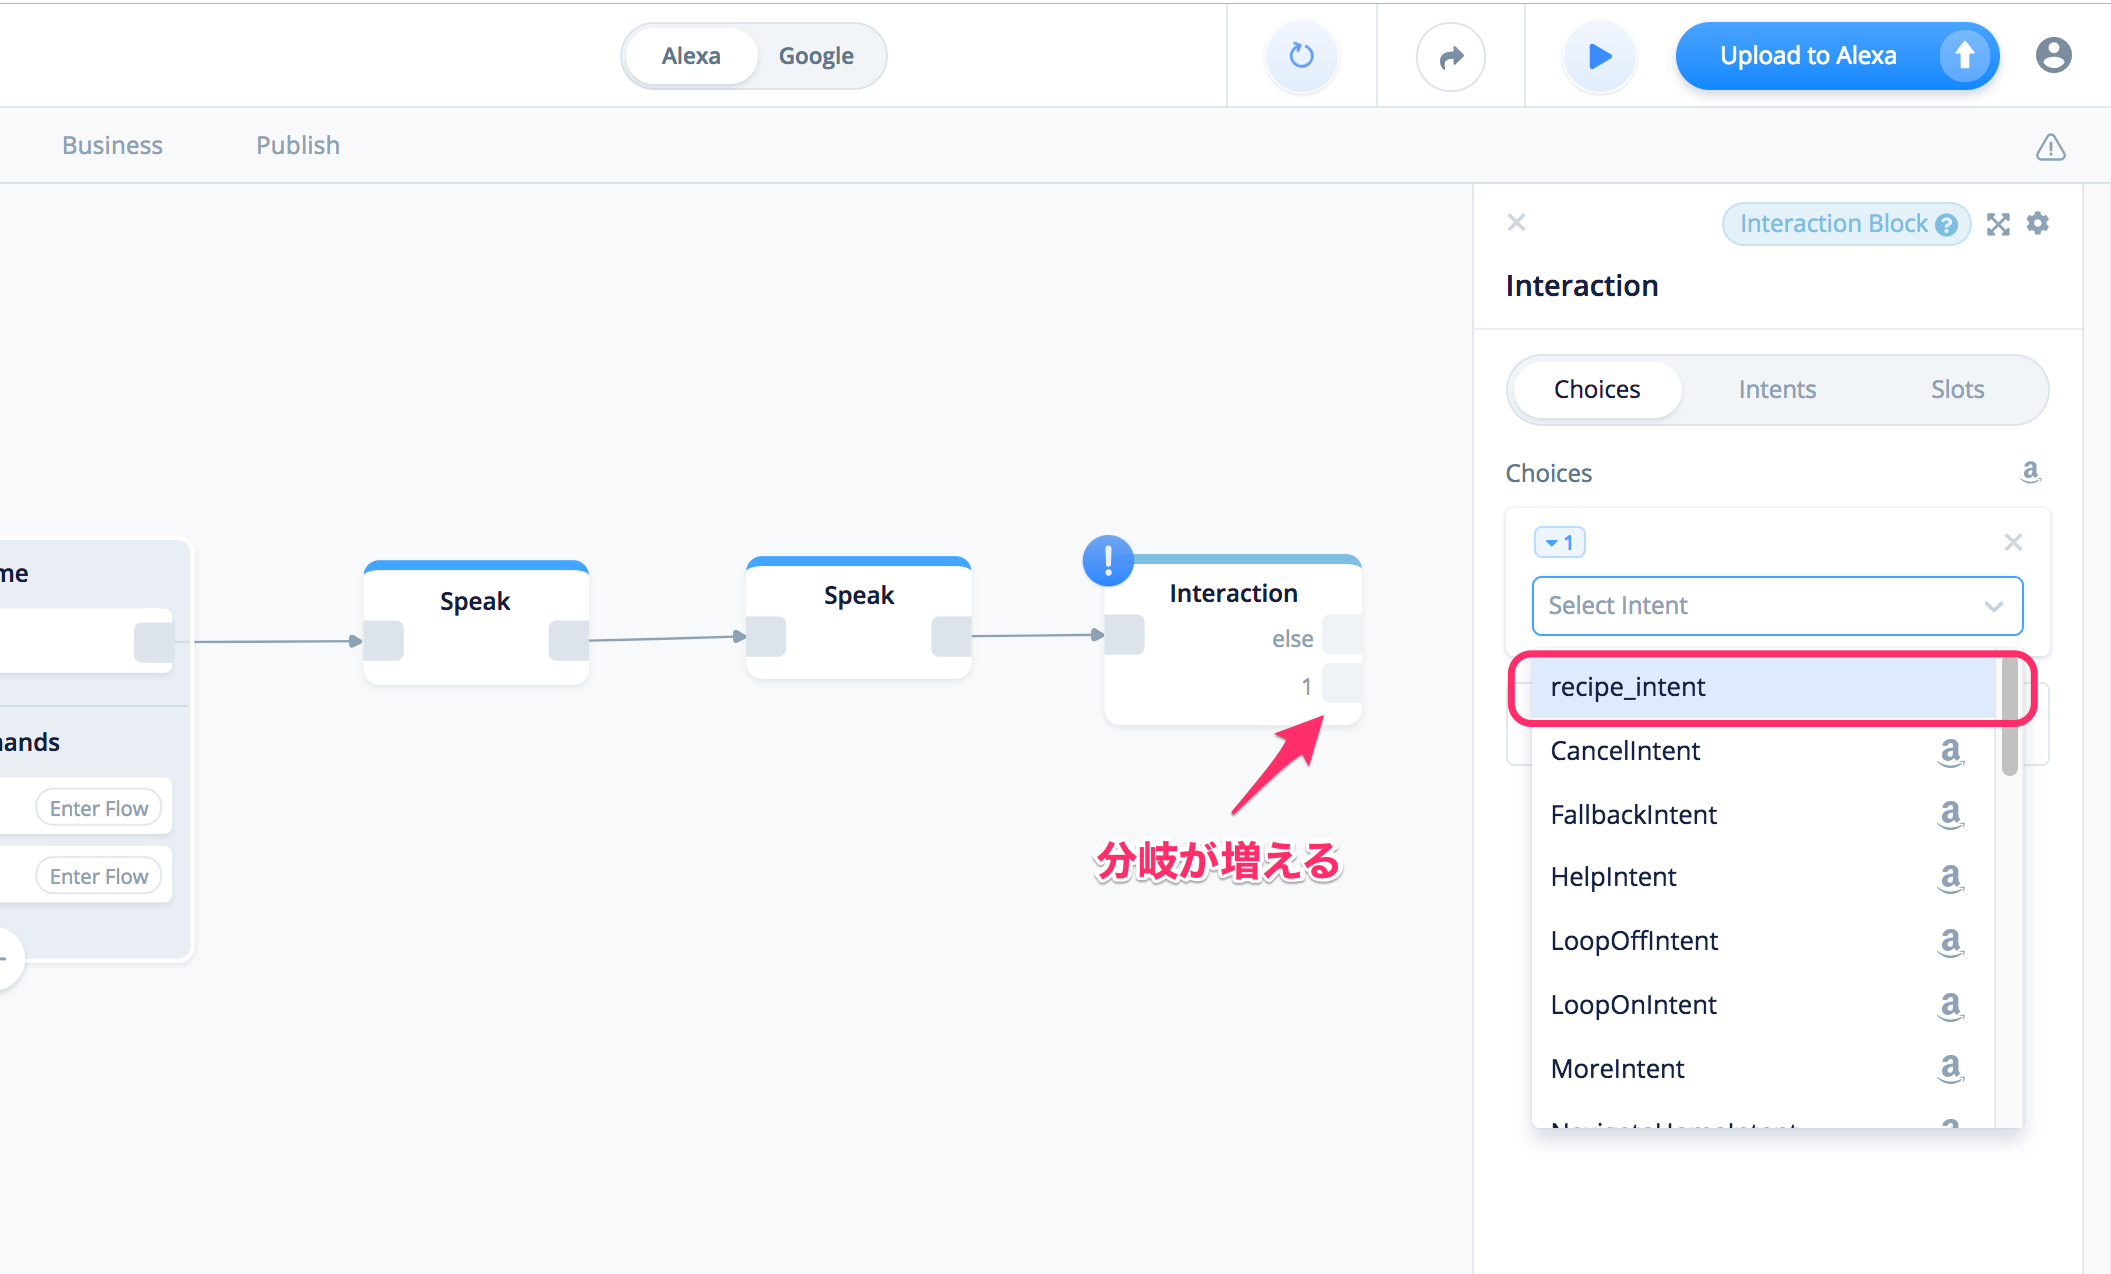 Alexa
Google
Upload to Alexa
Business
Publish
Interaction Block
Interaction
Choices
Intents
Slots
Choices
1
Select Intent
recipe_intent
CancelIntent
FallbackIntent
HelpIntent
LoopOffIntent
LoopOnIntent
MoreIntent
me
ands
Enter Flow
Enter Flow
Speak
Speak
Interaction
else
1
分岐が増える